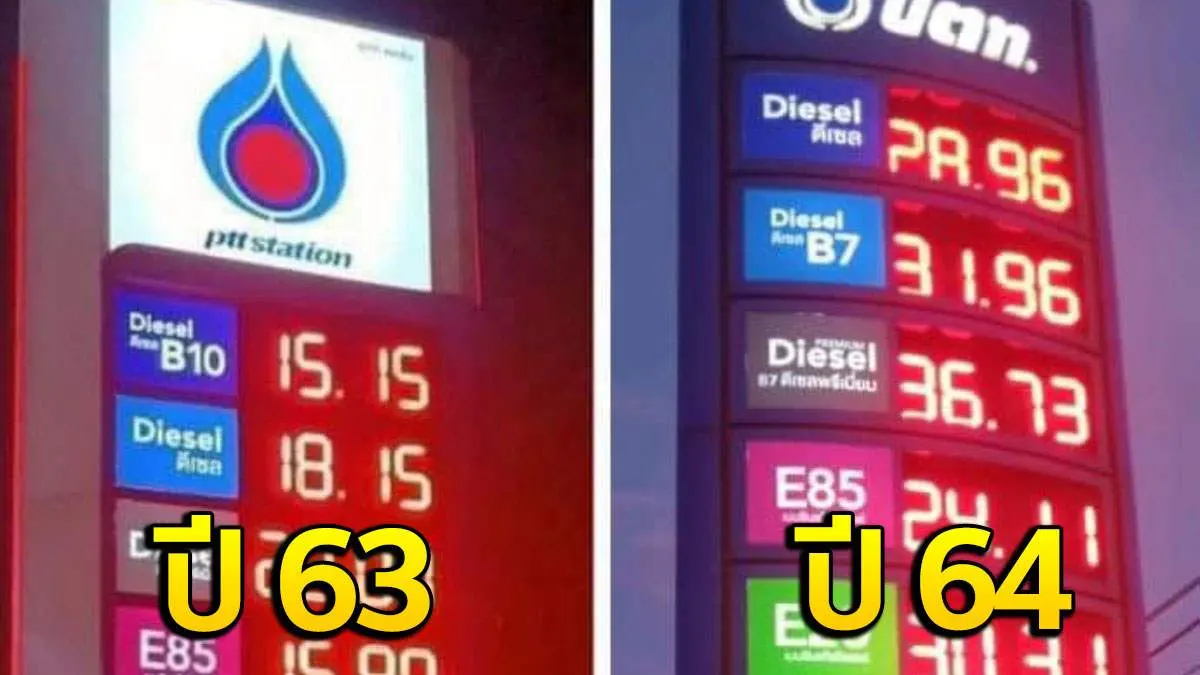 ptt station
Diesel
ดีเซล B10
15.15
Diesel
ดีเซล
18.15
E85
ปี 63
ปตท.
Diesel
ดีเซล
28.96
Diesel
ดีเซล B7
31.96
PREMIUM
Diesel
B7 ดีเซลพรีเมี่ยม
36.73
E85
24.11
30.31
ปี 64